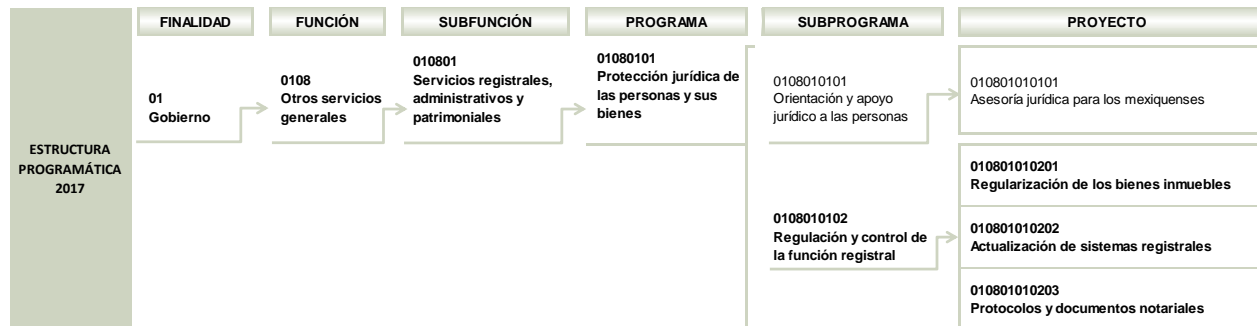 FINALIDAD
FUNCIÓN
SUBFUNCIÓN
PROGRAMA
SUBPROGRAMA
PROYECTO
ESTRUCTURA
PROGRAMÁTICA
2017
01
Gobierno
0108
Otros servicios
generales
010801
Servicios registrales,
administrativos y
patrimoniales
01080101
Protección jurídica de
las personas y sus
bienes
0108010101
Orientación y apoyo
jurídico a las personas
010801010101
Asesoría jurídica para los mexiquenses
0108010102
Regulación y control de
la función registral
010801010201
Regularización de los bienes inmuebles
010801010202
Actualización de sistemas registrales
010801010203
Protocolos y documentos notariales